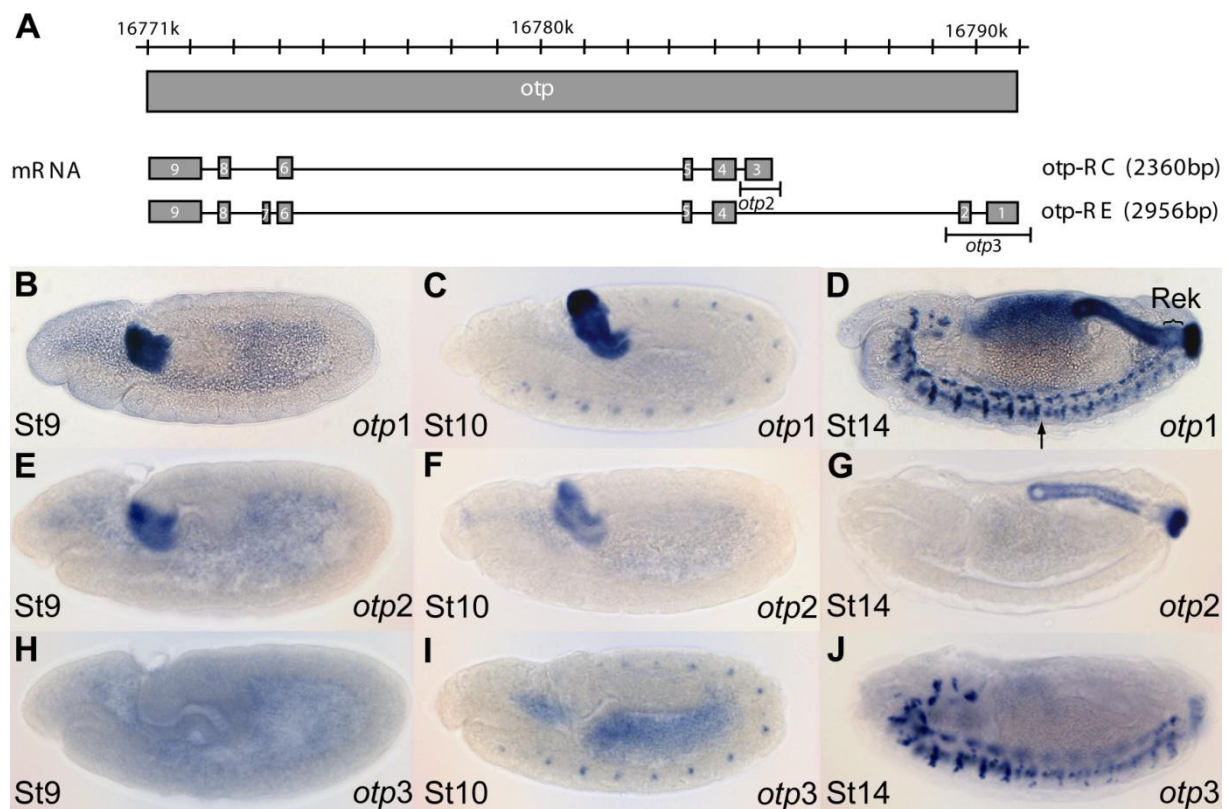 A
16771k 16780k 16790k
otp
mRNA
9 8 6 5 4 3
otp-RC (2360bp)
otp2
9 8 7 6 5 4 2 1
otp-RE (2956bp)
otp3
B St9 otp1
C St10 otp1
D Rek St14 otp1
E St9 otp2
F St10 otp2
G St14 otp2
H St9 otp3
I St10 otp3
J St14 otp3